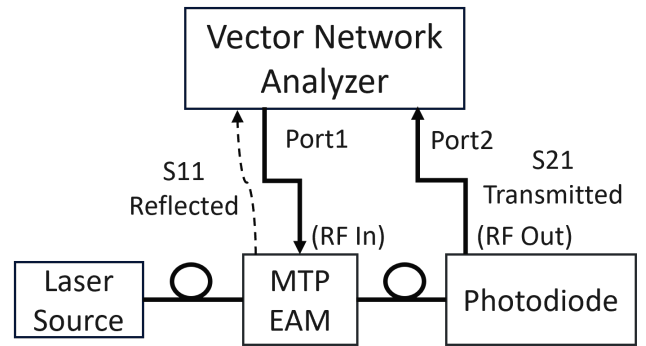 Vector Network
Analyzer
Port1
Port2
S11
Reflected
S21
Transmitted
(RF In)
(RF Out)
Laser
Source
MTP
EAM
Photodiode